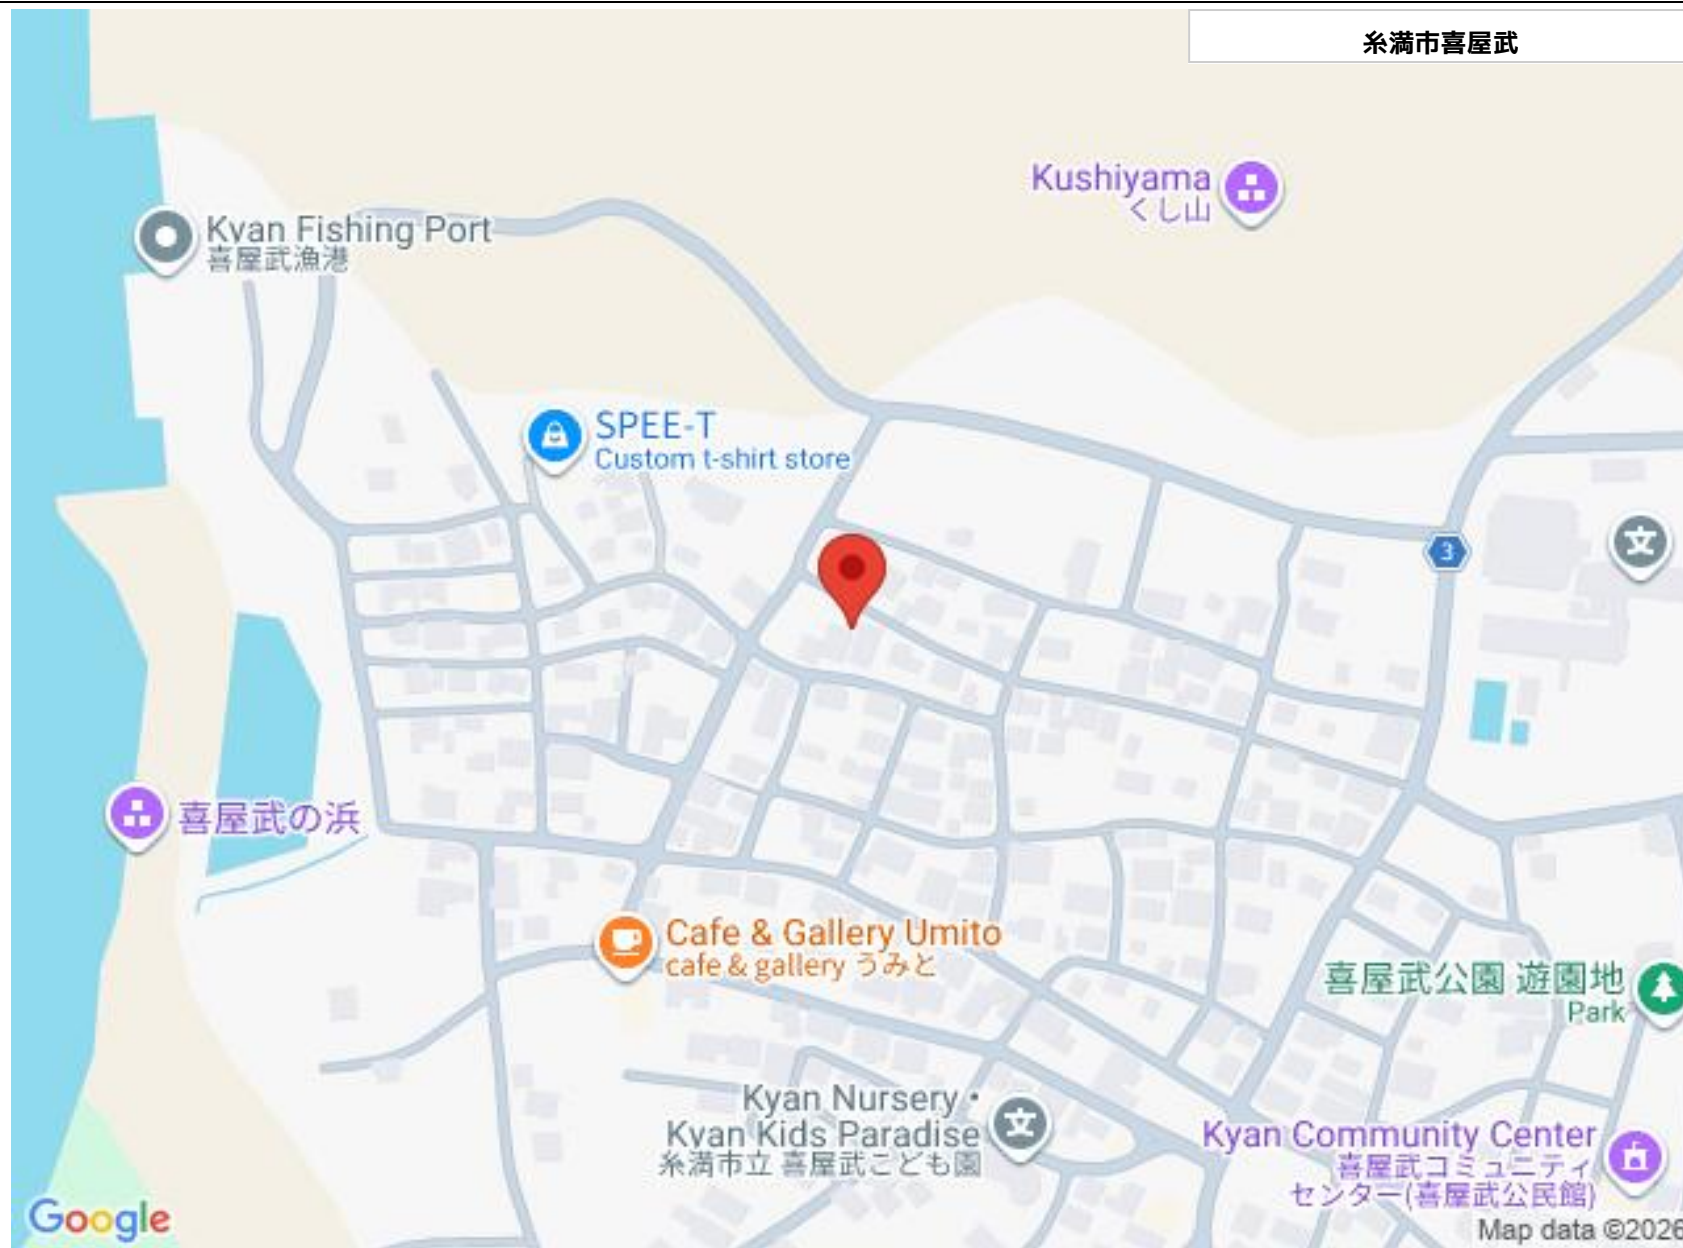 糸満市喜屋武
Kushiyama
くし山
Kyan Fishing Port
喜屋武漁港
SPEE-T
Custom t-shirt store
3
文
喜屋武の浜
Cafe & Gallery Umito
cafe & gallery うみと
喜屋武公園 遊園地
Park
Kyan Nursery •
Kyan Kids Paradise
糸満市立 喜屋武こども園
文
Kyan Community Center
喜屋武コミュニティ
センター(喜屋武公民館)
Google
Map data ©2026